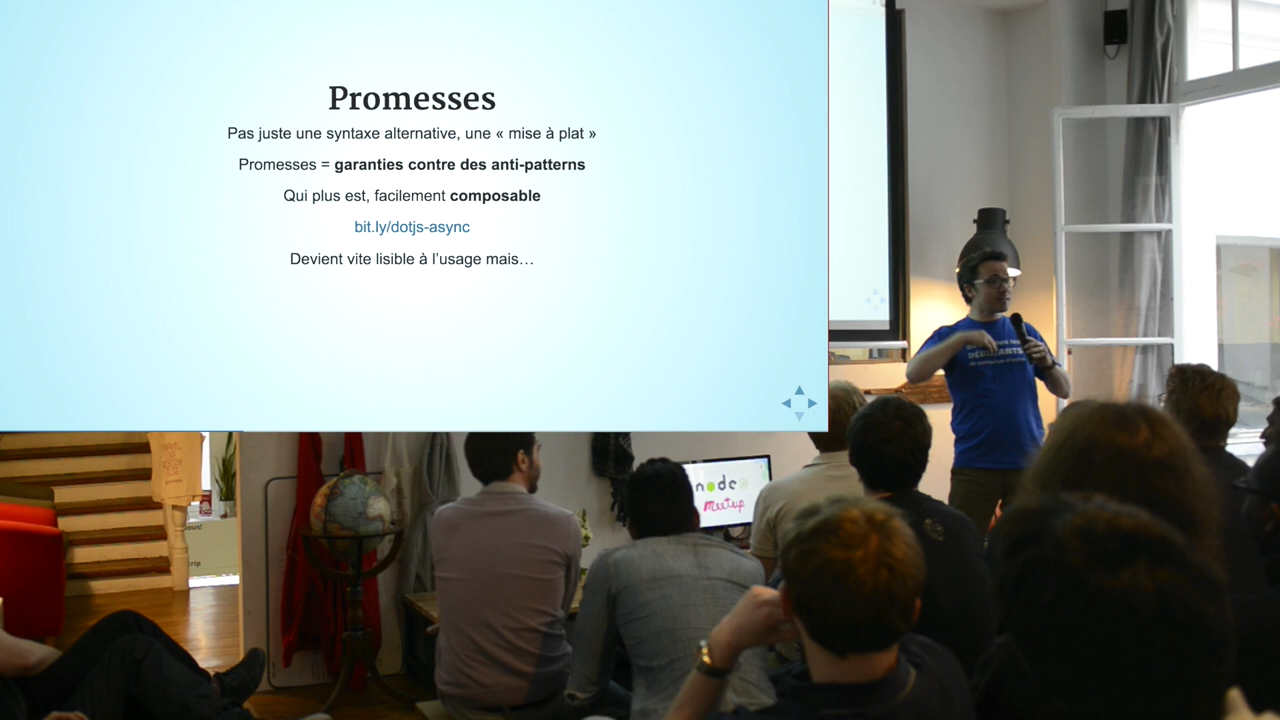 Promesses
Pas juste une syntaxe alternative, une « mise à plat »
Promesses = garanties contre des anti-patterns
Qui plus est, facilement composable
bit.ly/dotjs-async
Devient vite lisible à l’usage mais…
DÉBUTANTS
node
meetup